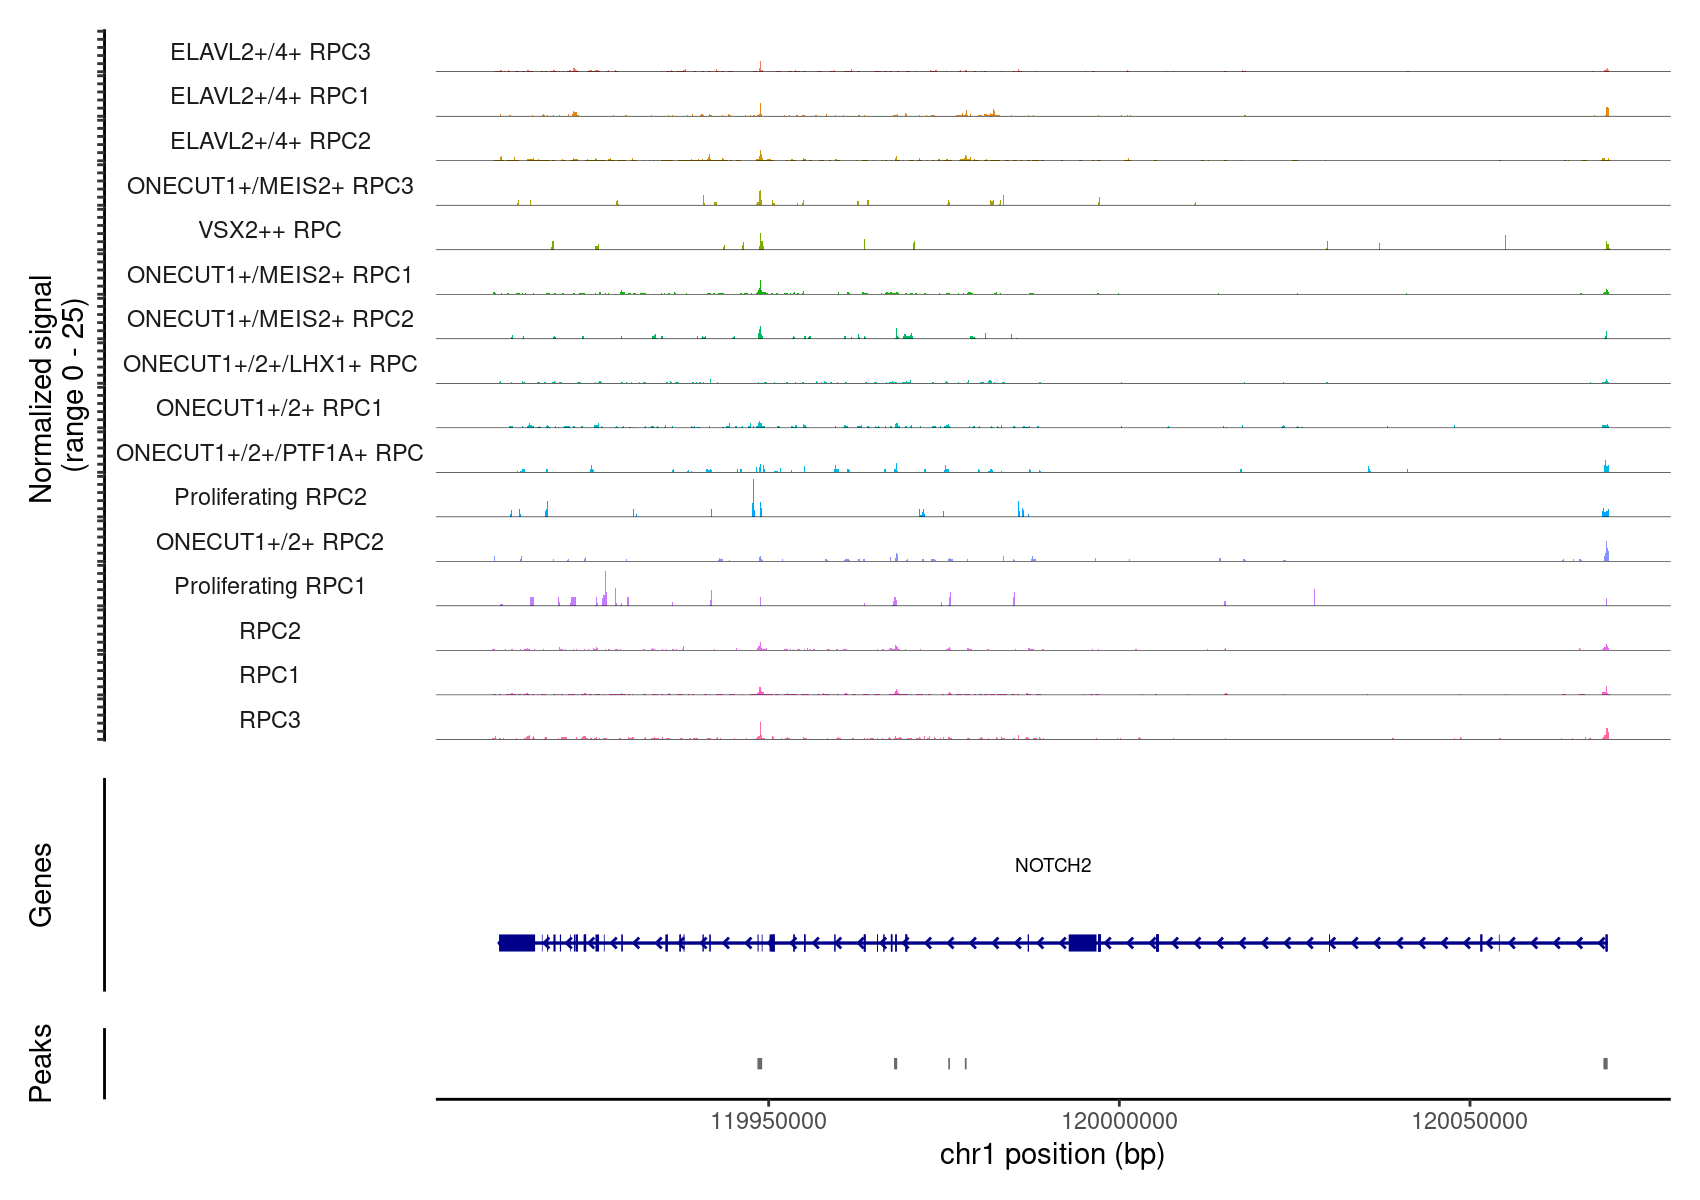 Normalized signal
(range 0 - 25)
ELAVL2+/4+ RPC3
ELAVL2+/4+ RPC1
ELAVL2+/4+ RPC2
ONECUT1+/MEIS2+ RPC3
VSX2++ RPC
ONECUT1+/MEIS2+ RPC1
ONECUT1+/MEIS2+ RPC2
ONECUT1+/2+/LHX1+ RPC
ONECUT1+/2+ RPC1
ONECUT1+/2+/PTF1A+ RPC
Proliferating RPC2
ONECUT1+/2+ RPC2
Proliferating RPC1
RPC2
RPC1
RPC3
Genes
NOTCH2
Peaks
119950000
120000000
120050000
chr1 position (bp)